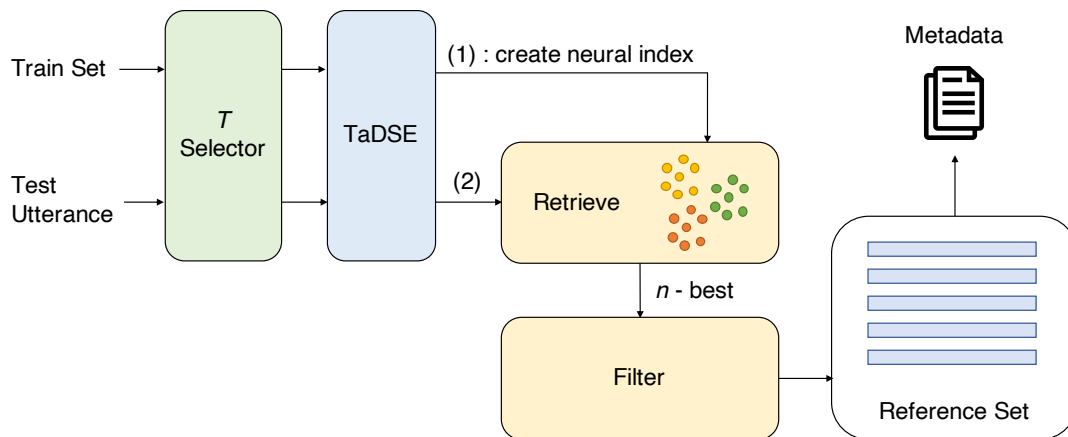 Train Set
Test
Utterance
T
Selector
TaDSE
(1) : create neural index
(2)
Retrieve
n - best
Filter
Metadata
Reference Set